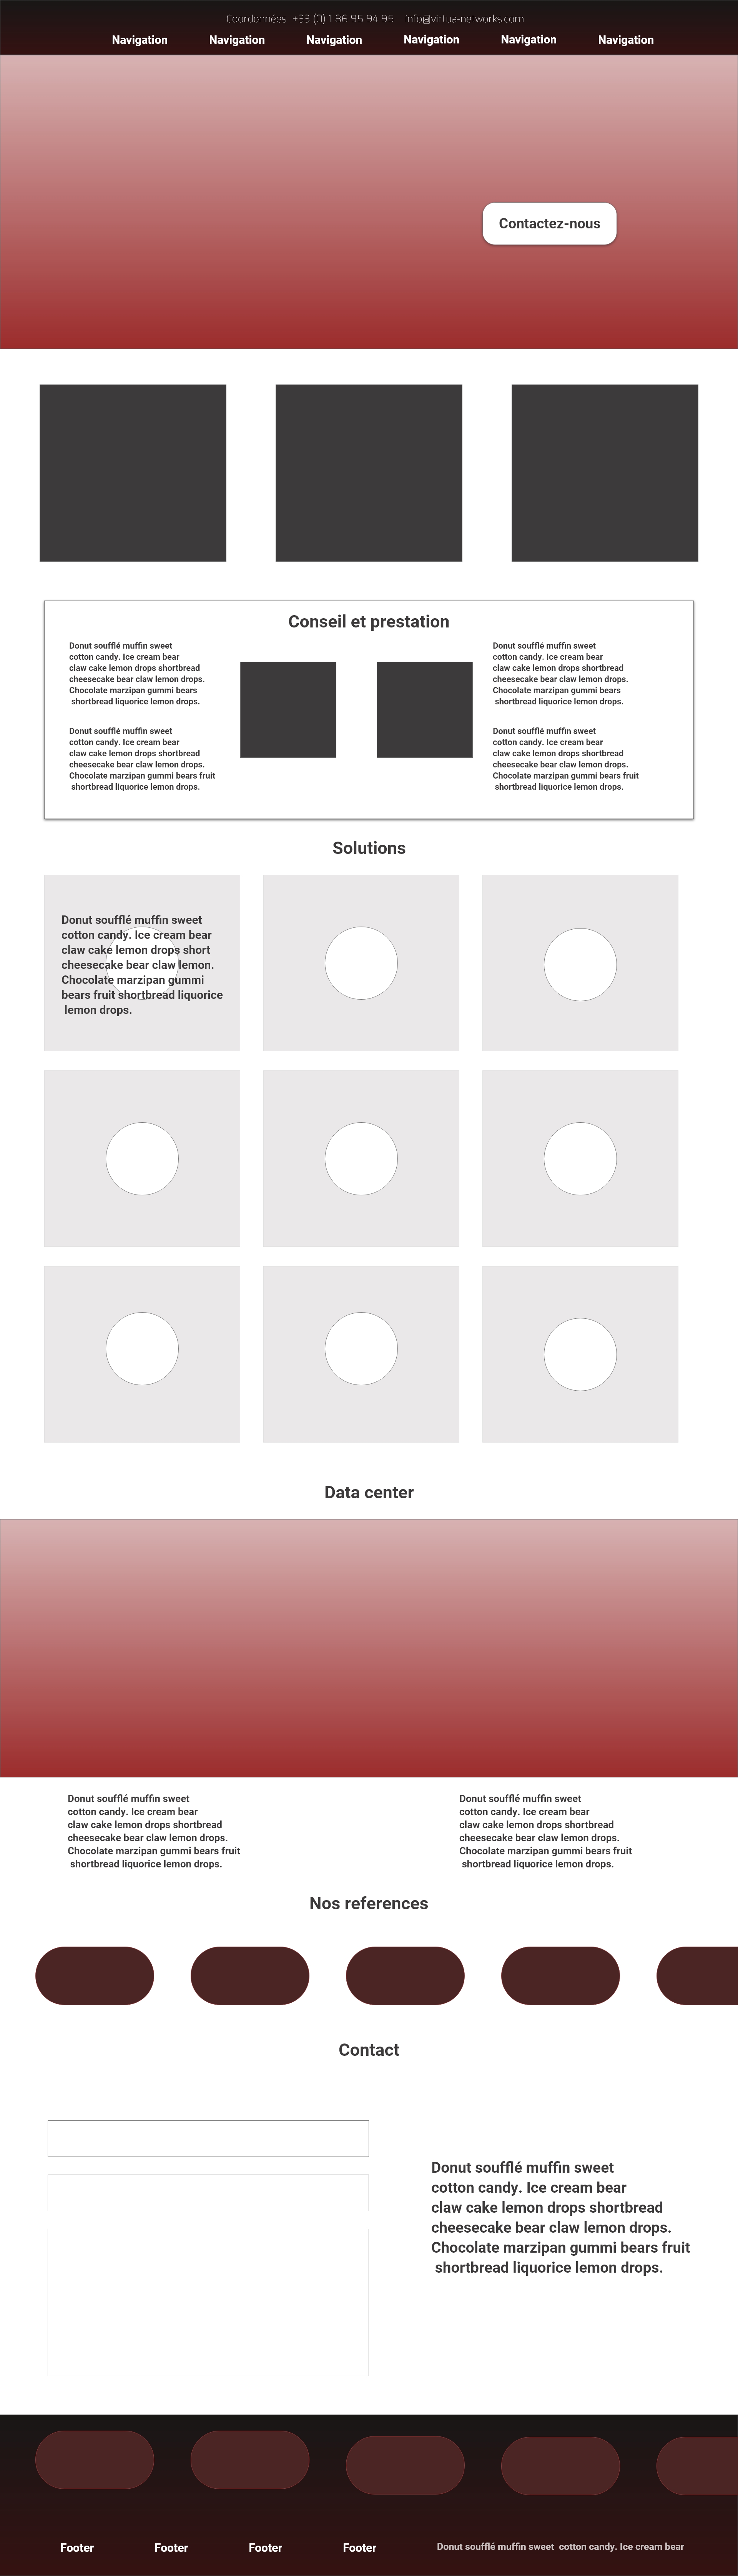 Coordonnées +33 (0) 1 86 95 94 95 info@virtua-networks.com
Navigation Navigation Navigation Navigation Navigation Navigation
Contactez-nous
Conseil et prestation
Donut soufflé muffin sweet
cotton candy. Ice cream bear
claw cake lemon drops shortbread
cheesecake bear claw lemon drops.
Chocolate marzipan gummi bears
shortbread liquorice lemon drops.
Donut soufflé muffin sweet
cotton candy. Ice cream bear
claw cake lemon drops shortbread
cheesecake bear claw lemon drops.
Chocolate marzipan gummi bears fruit
shortbread liquorice lemon drops.
Donut soufflé muffin sweet
cotton candy. Ice cream bear
claw cake lemon drops shortbread
cheesecake bear claw lemon drops.
Chocolate marzipan gummi bears
shortbread liquorice lemon drops.
Donut soufflé muffin sweet
cotton candy. Ice cream bear
claw cake lemon drops shortbread
cheesecake bear claw lemon drops.
Chocolate marzipan gummi bears fruit
shortbread liquorice lemon drops.
Solutions
Donut soufflé muffin sweet
cotton candy. Ice cream bear
claw cake lemon drops short
cheesecake bear claw lemon.
Chocolate marzipan gummi
bears fruit shortbread liquorice
lemon drops.
Data center
Donut soufflé muffin sweet
cotton candy. Ice cream bear
claw cake lemon drops shortbread
cheesecake bear claw lemon drops.
Chocolate marzipan gummi bears fruit
shortbread liquorice lemon drops.
Donut soufflé muffin sweet
cotton candy. Ice cream bear
claw cake lemon drops shortbread
cheesecake bear claw lemon drops.
Chocolate marzipan gummi bears fruit
shortbread liquorice lemon drops.
Nos references
Contact
Donut soufflé muffin sweet
cotton candy. Ice cream bear
claw cake lemon drops shortbread
cheesecake bear claw lemon drops.
Chocolate marzipan gummi bears fruit
shortbread liquorice lemon drops.
Footer Footer Footer Footer Donut soufflé muffin sweet cotton candy. Ice cream bear